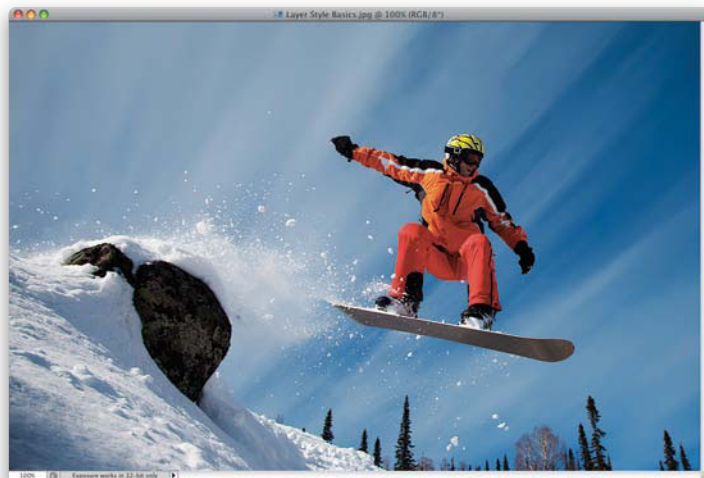 Layer Style Basics.jpg @ 100% (RGB/8*)
100%
Exposure works in 32-bit only